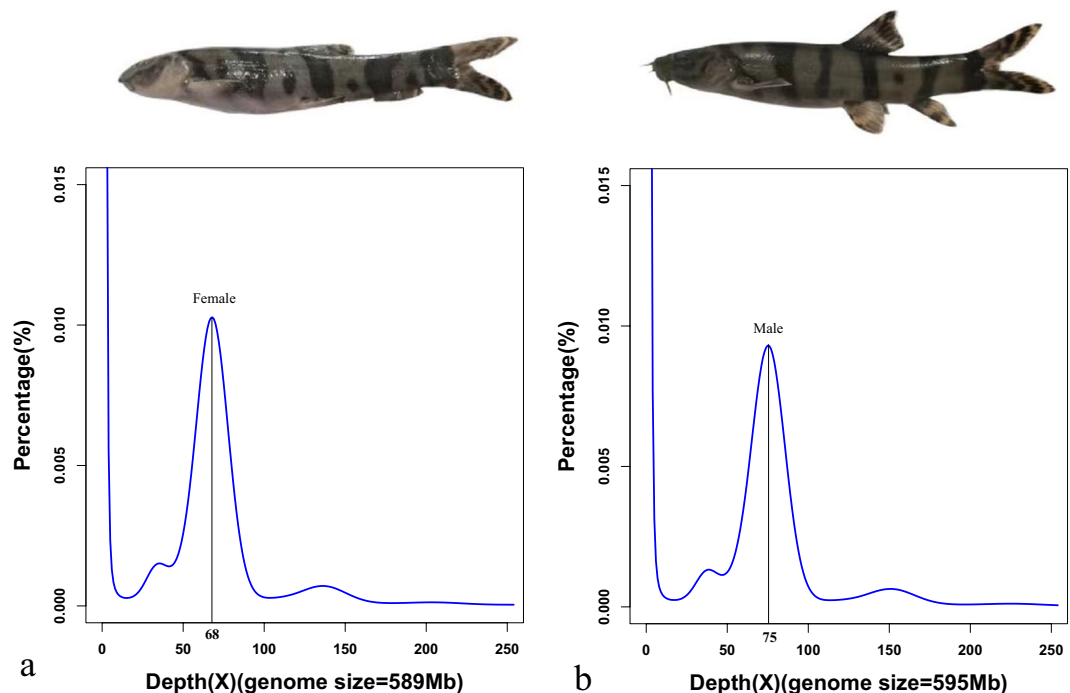 0.015
0.010
0.005
0.000
Percentage(%)
Female
0
50
100
150
200
250
68
Depth(X)(genome size=589Mb)
a
0.015
0.010
0.005
0.000
Percentage(%)
Male
0
50
100
150
200
250
75
Depth(X)(genome size=595Mb)
b